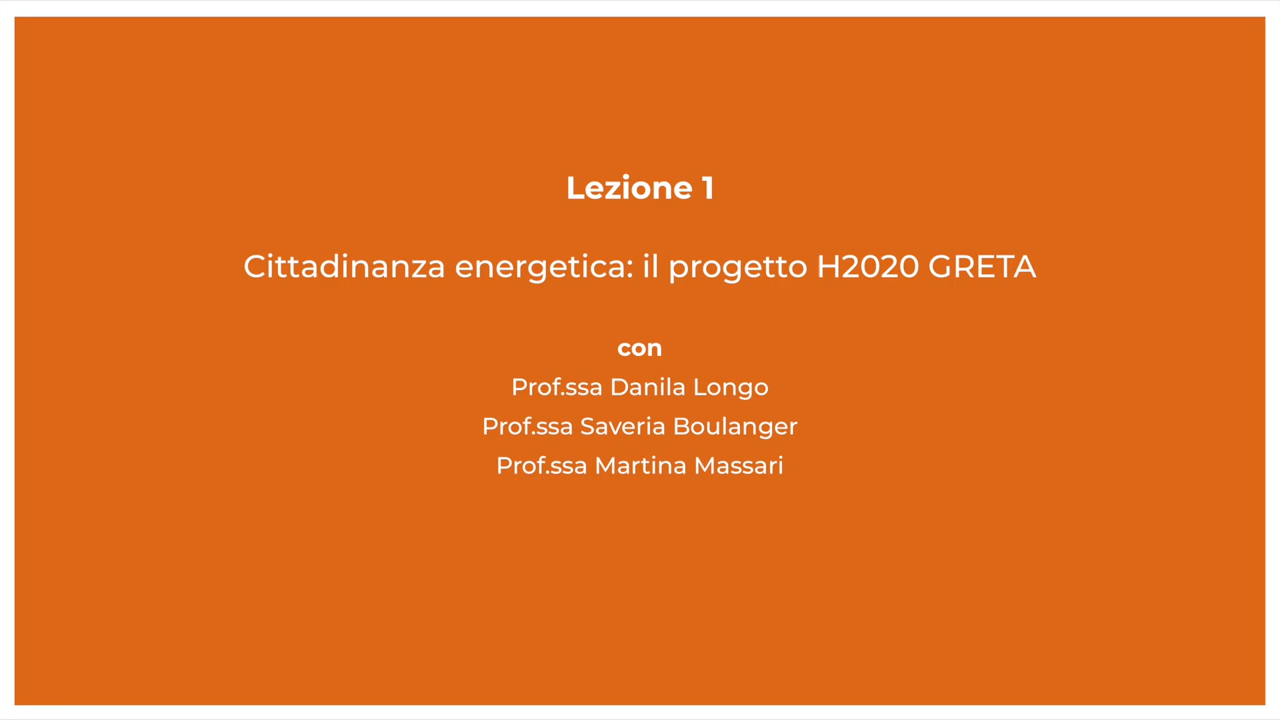 Lezione 1
Cittadinanza energetica: il progetto H2020 GRETA
con
Prof.ssa Danila Longo
Prof.ssa Saveria Boulanger
Prof.ssa Martina Massari